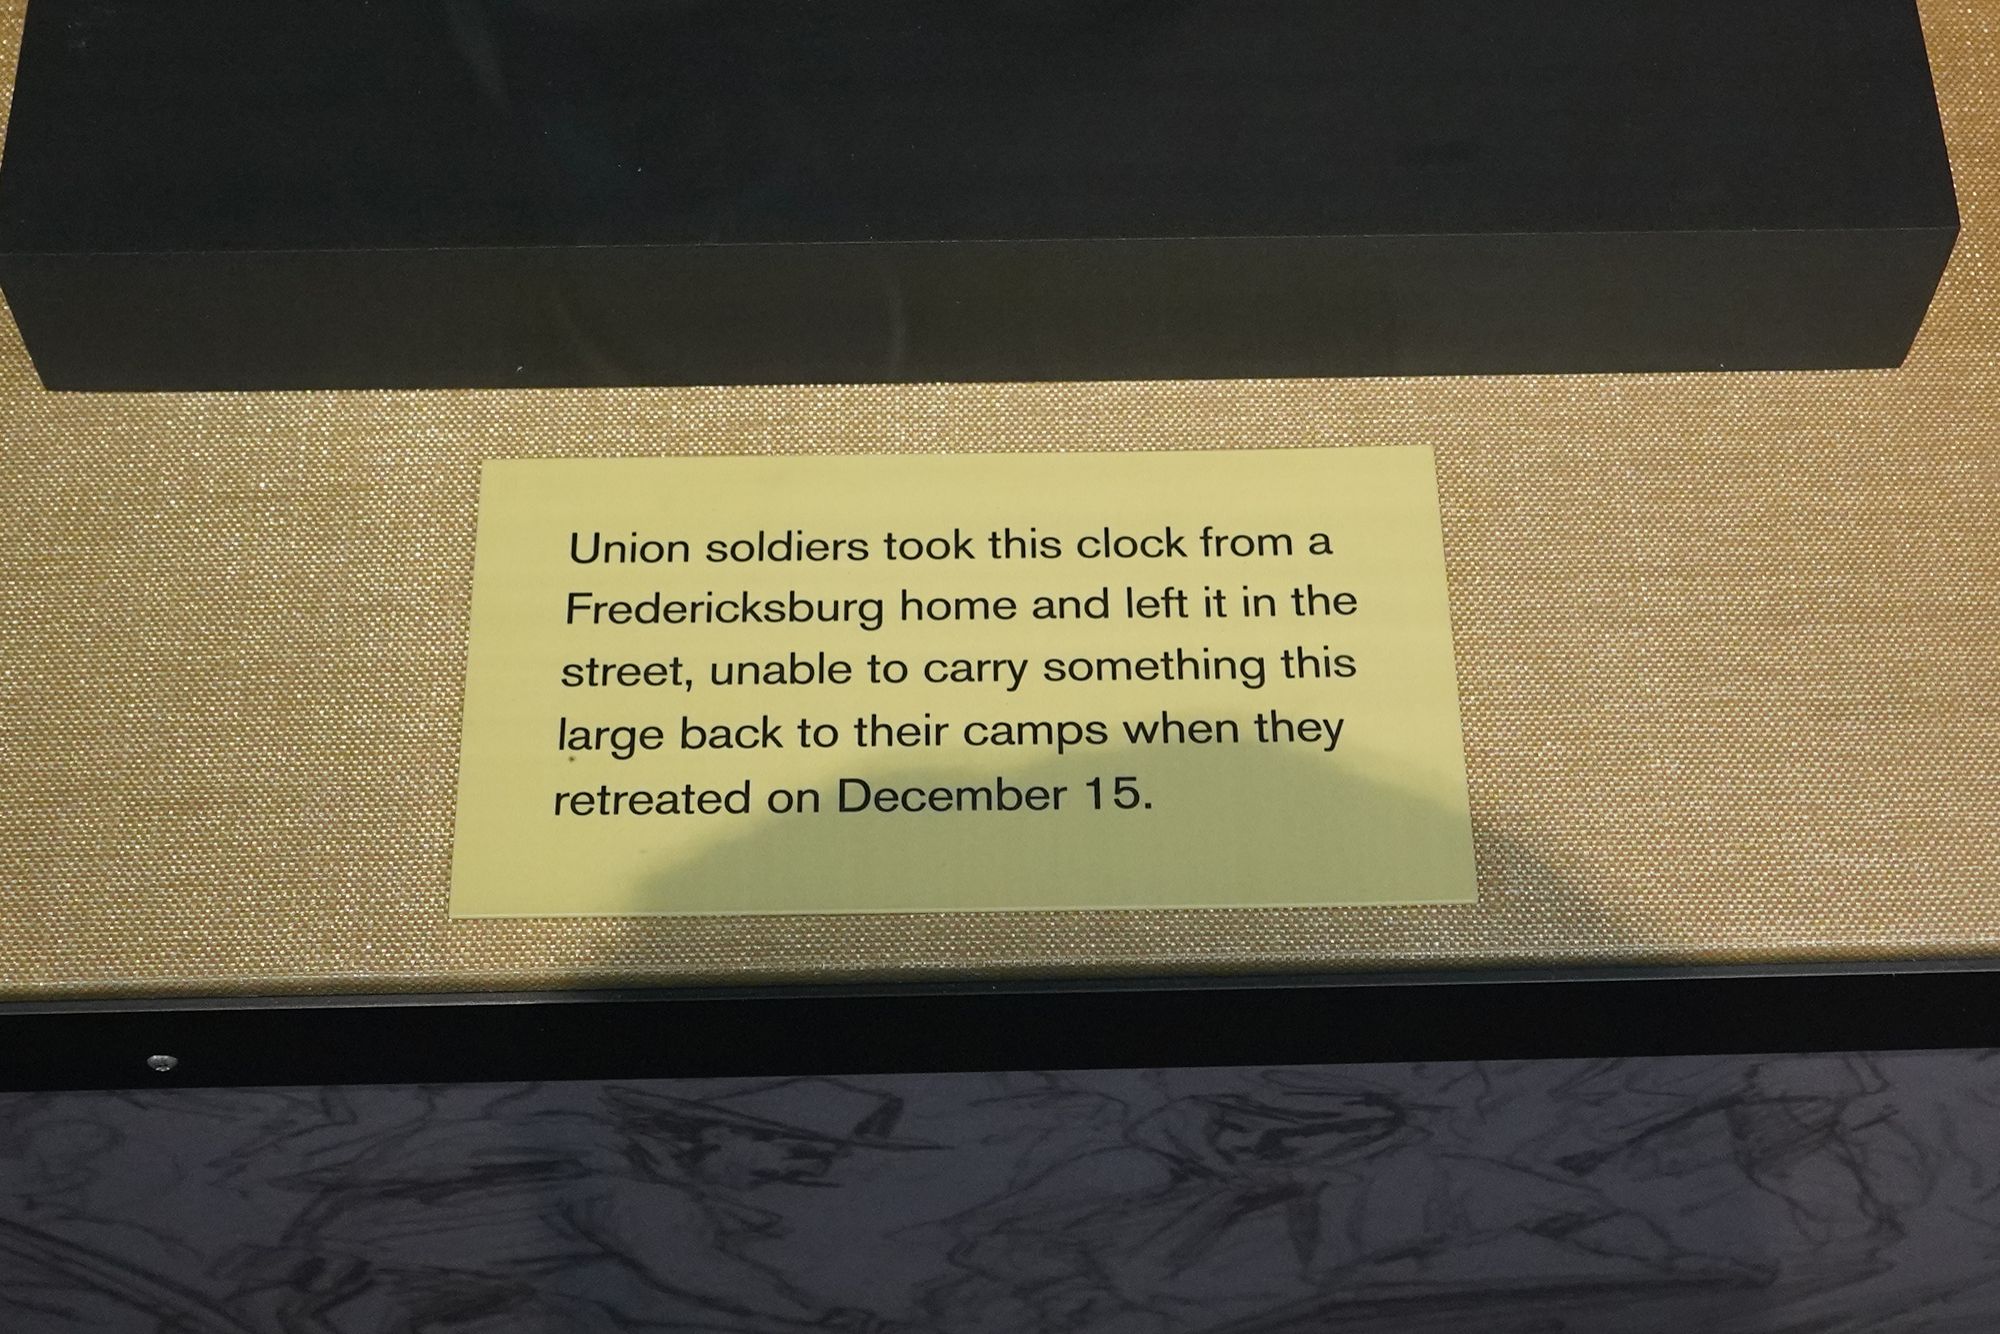 Union soldiers took this clock from a
Fredericksburg home and left it in the
street, unable to carry something this
large back to their camps when they
retreated on December 15.